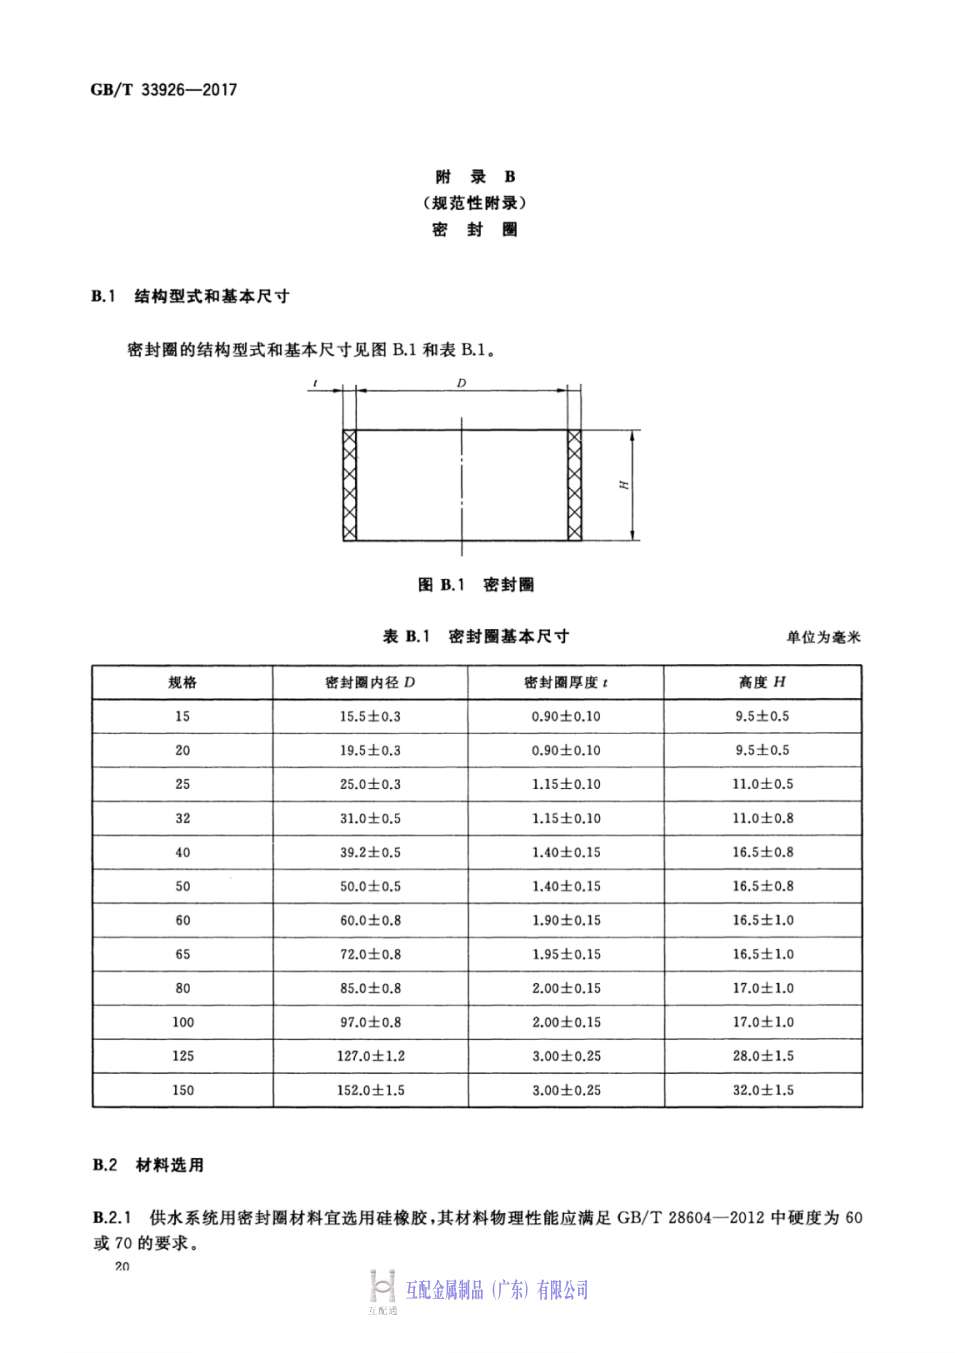 GB/T 33926—2017
附 录 B
（规范性附录）
密 封 圈
B.1 结构型式和基本尺寸
密封圈的结构型式和基本尺寸见图 B.1 和表 B.1。
t D
H
图 B.1 密封圈
表 B.1 密封圈基本尺寸 单位为毫米
规格 密封圈内径 D 密封圈厚度 t 高度 H
15 15.5±0.3 0.90±0.10 9.5±0.5
20 19.5±0.3 0.90±0.10 9.5±0.5
25 25.0±0.3 1.15±0.10 11.0±0.5
32 31.0±0.5 1.15±0.10 11.0±0.8
40 39.2±0.5 1.40±0.15 16.5±0.8
50 50.0±0.5 1.40±0.15 16.5±0.8
60 60.0±0.8 1.90±0.15 16.5±1.0
65 72.0±0.8 1.95±0.15 16.5±1.0
80 85.0±0.8 2.00±0.15 17.0±1.0
100 97.0±0.8 2.00±0.15 17.0±1.0
125 127.0±1.2 3.00±0.25 28.0±1.5
150 152.0±1.5 3.00±0.25 32.0±1.5
B.2 材料选用
B.2.1 供水系统用密封圈材料宜选用硅橡胶,其材料物理性能应满足 GB/T 28604—2012 中硬度为 60
或 70 的要求。
20
互配金属制品（广东）有限公司
互配通